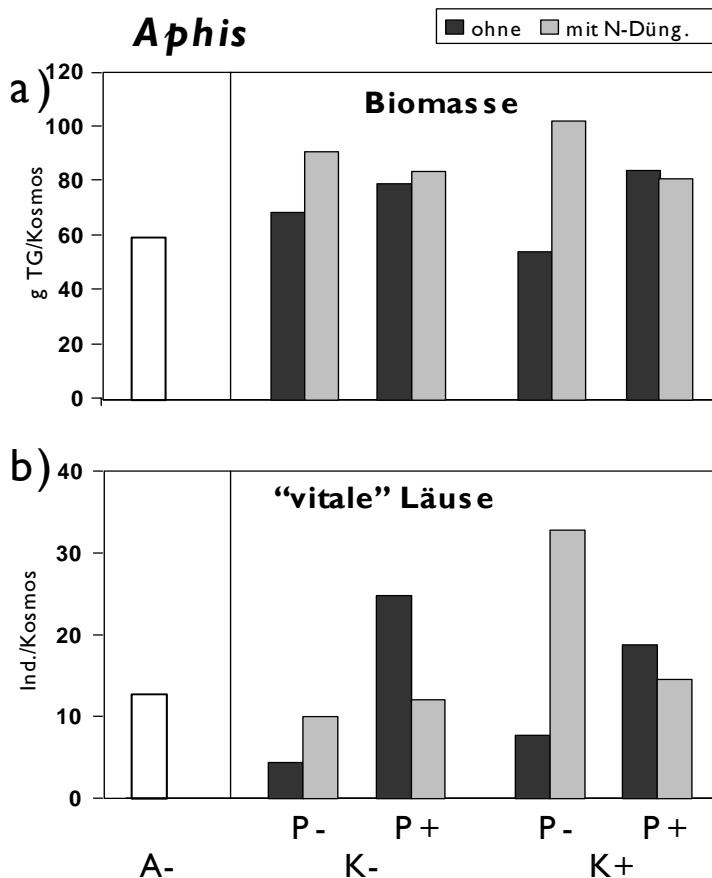 Aphis
ohne mit N-Düng.
a)
Biomasse
g TG/Kosmos
120
100
80
60
40
20
0
b)
"vitale" Läuse
Ind./Kosmos
40
30
20
10
0
P- P+ P- P+
A- K- K+